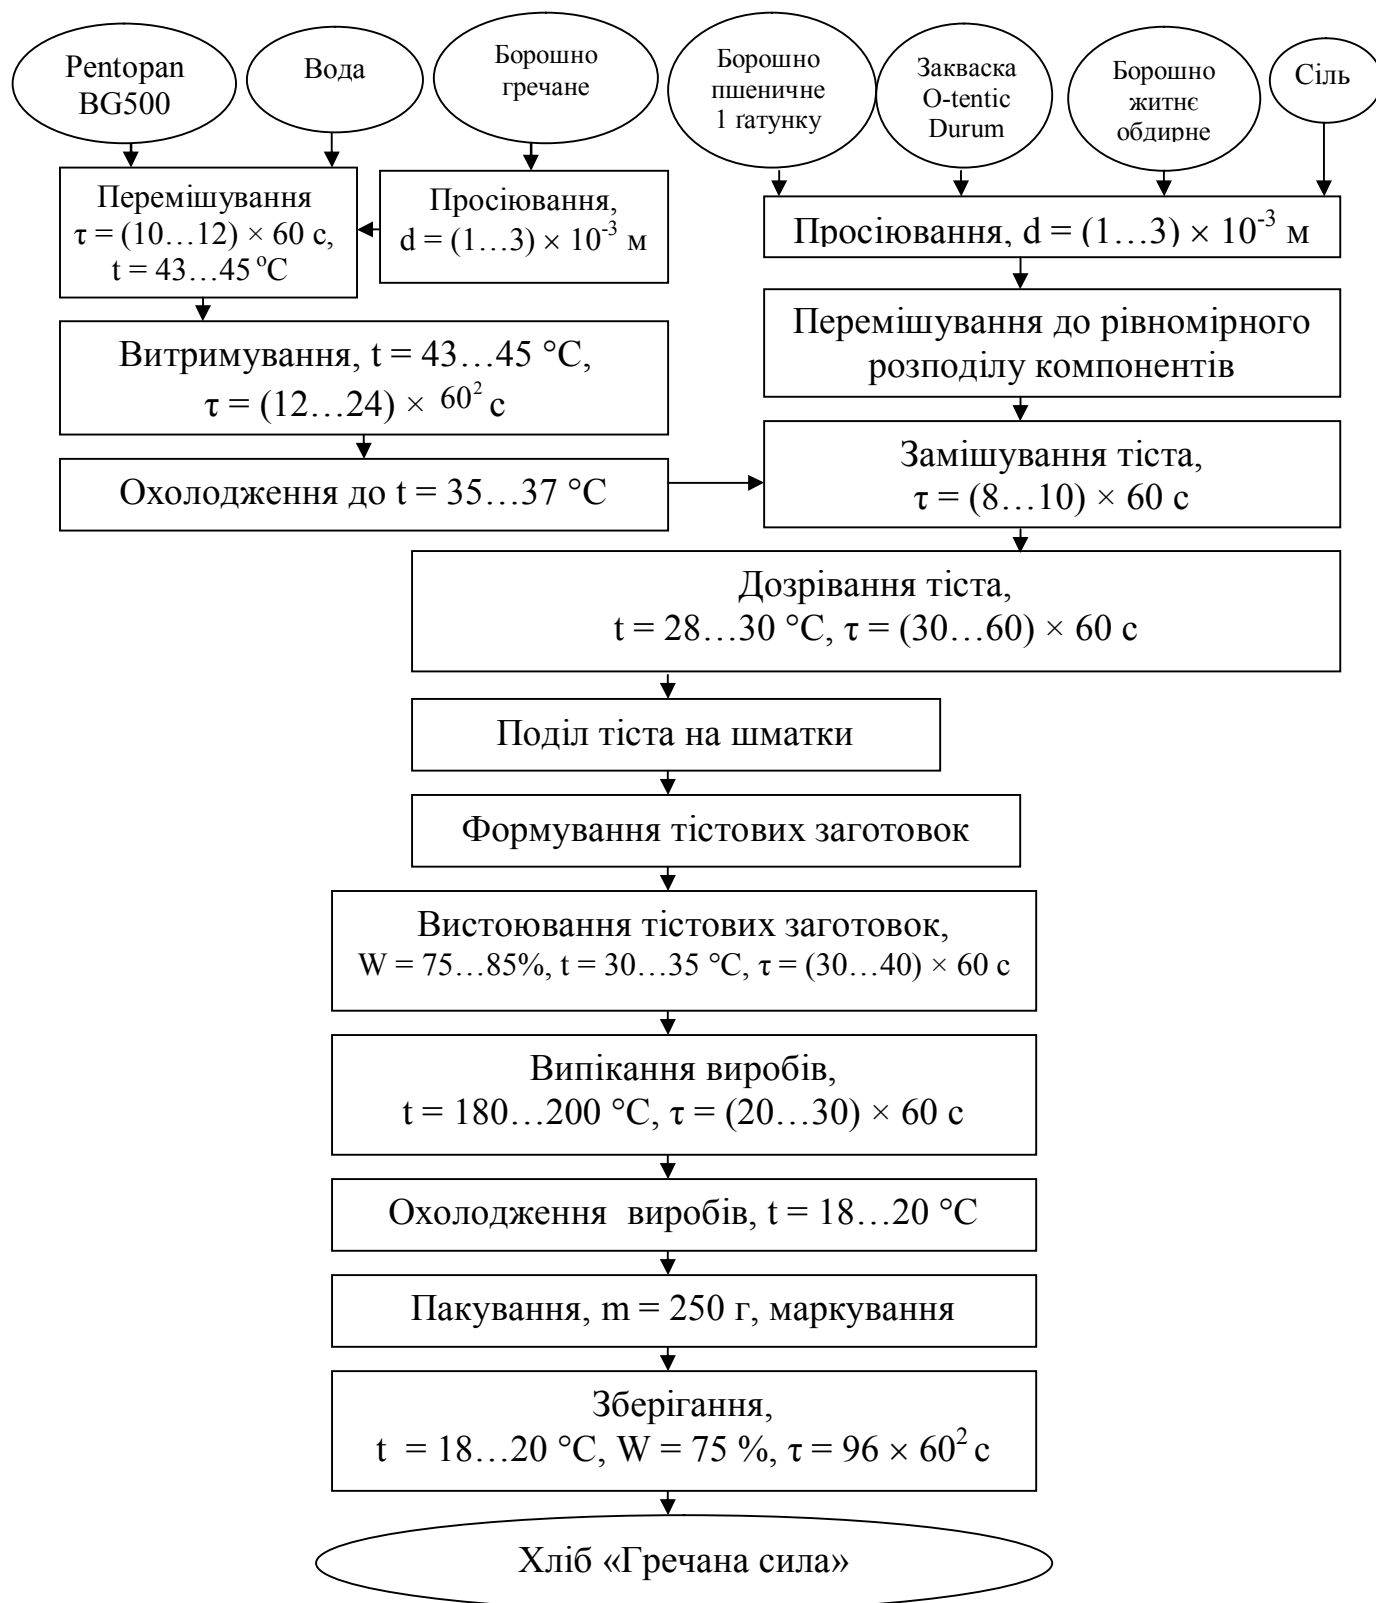 Pentopan
BG500
Вода
Борошно
гречане
Борошно
пшеничне
1 ґатунку
Закваска
O-tentic
Durum
Борошно
житнє
обдирне
Сіль
Перемішування
τ = (10…12) × 60 с,
t = 43…45 °С
Просіювання,
d = (1…3) × 10⁻³ м
Просіювання, d = (1…3) × 10⁻³ м
Витримування, t = 43…45 °С,
τ = (12…24) × 60² с
Перемішування до рівномірного
розподілу компонентів
Охолодження до t = 35…37 °С
Замішування тіста,
τ = (8…10) × 60 с
Дозрівання тіста,
t = 28…30 °С, τ = (30…60) × 60 с
Поділ тіста на шматки
Формування тістових заготовок
Вистоювання тістових заготовок,
W = 75…85%, t = 30…35 °С, τ = (30…40) × 60 с
Випікання виробів,
t = 180…200 °С, τ = (20…30) × 60 с
Охолодження виробів, t = 18…20 °С
Пакування, m = 250 г, маркування
Зберігання,
t = 18…20 °С, W = 75 %, τ = 96 × 60² с
Хліб «Гречана сила»